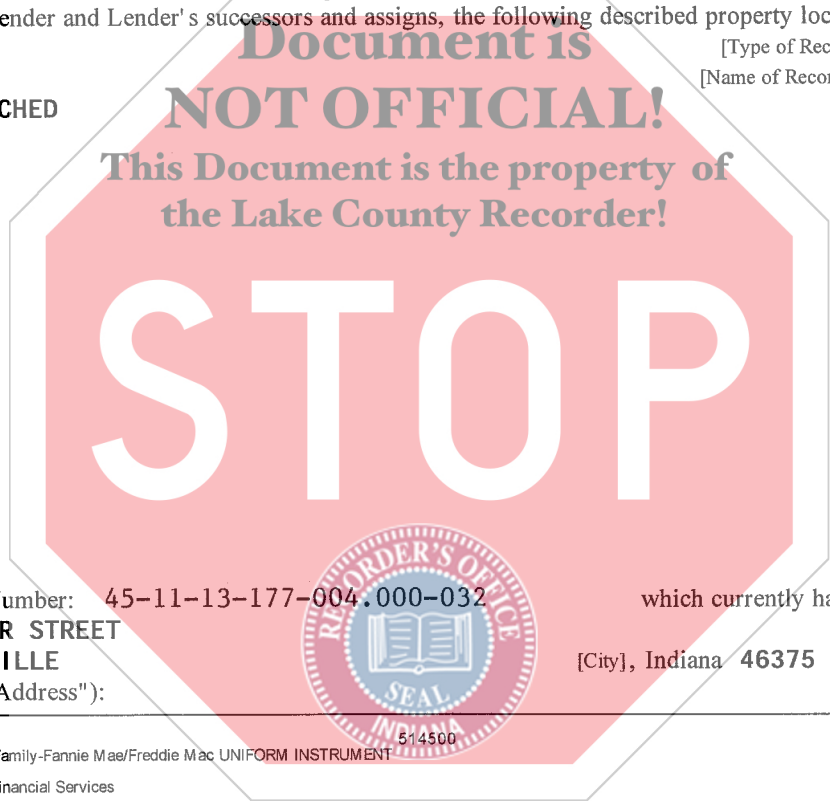 ender and Lender's successors and assigns, the following described property loc
Document is
[Type of Rec
[Name of Recor
CHED
NOT OFFICIAL!
This Document is the property of
the Lake County Recorder!
STOP
umber: 45-11-13-177-004.000-032 which currently ha
R STREET
ILLE [City], Indiana 46375
Address"):
RECORDER'S OFFICE
SEAL
INDIANA
514500
amily-Fannie Mae/Freddie Mac UNIFORM INSTRUMENT
inancial Services